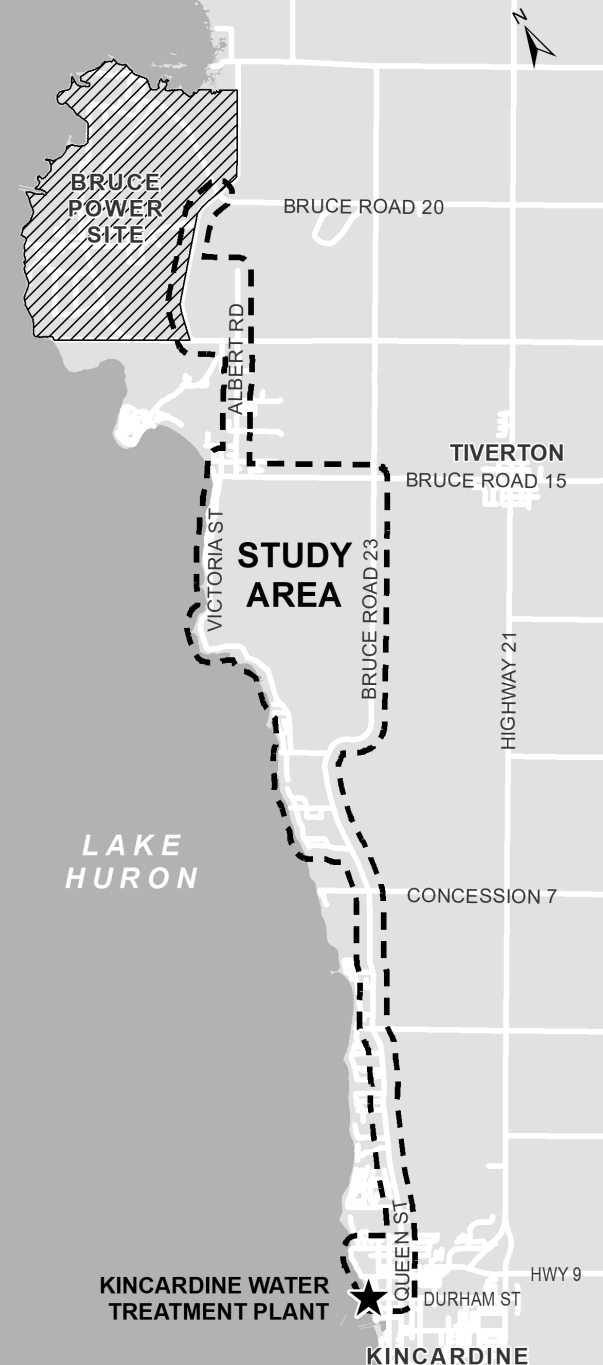 N
BRUCE
POWER
SITE
BRUCE ROAD 20
ALBERT RD
TIVERTON
BRUCE ROAD 15
VICTORIA ST
STUDY
AREA
BRUCE ROAD 23
HIGHWAY 21
LAKE
HURON
CONCESSION 7
QUEEN ST
HWY 9
KINCARDINE WATER
TREATMENT PLANT
DURHAM ST
KINCARDINE